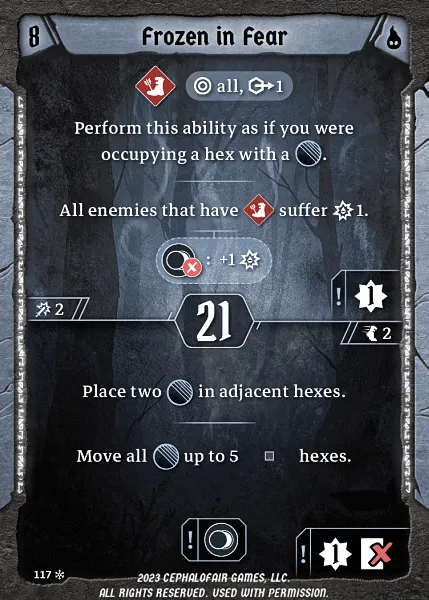 8
Frozen in Fear
all, 1
Perform this ability as if you were
occupying a hex with a .
All enemies that have suffer 1.
: +1
2
! 1
21
2
Place two in adjacent hexes.
Move all up to 5 hexes.
!
! 1
117
2023 CEPHALOFAIR GAMES, LLC.
ALL RIGHTS RESERVED. USED WITH PERMISSION.